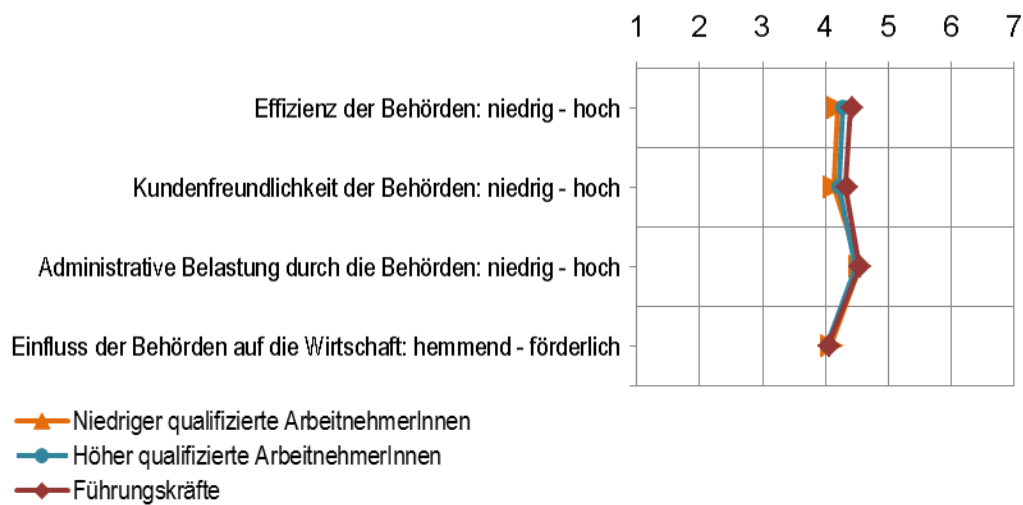 1 2 3 4 5 6 7
Effizienz der Behörden: niedrig - hoch
Kundenfreundlichkeit der Behörden: niedrig - hoch
Administrative Belastung durch die Behörden: niedrig - hoch
Einfluss der Behörden auf die Wirtschaft: hemmend - förderlich
Niedriger qualifizierte ArbeitnehmerInnen
Höher qualifizierte ArbeitnehmerInnen
Führungskräfte